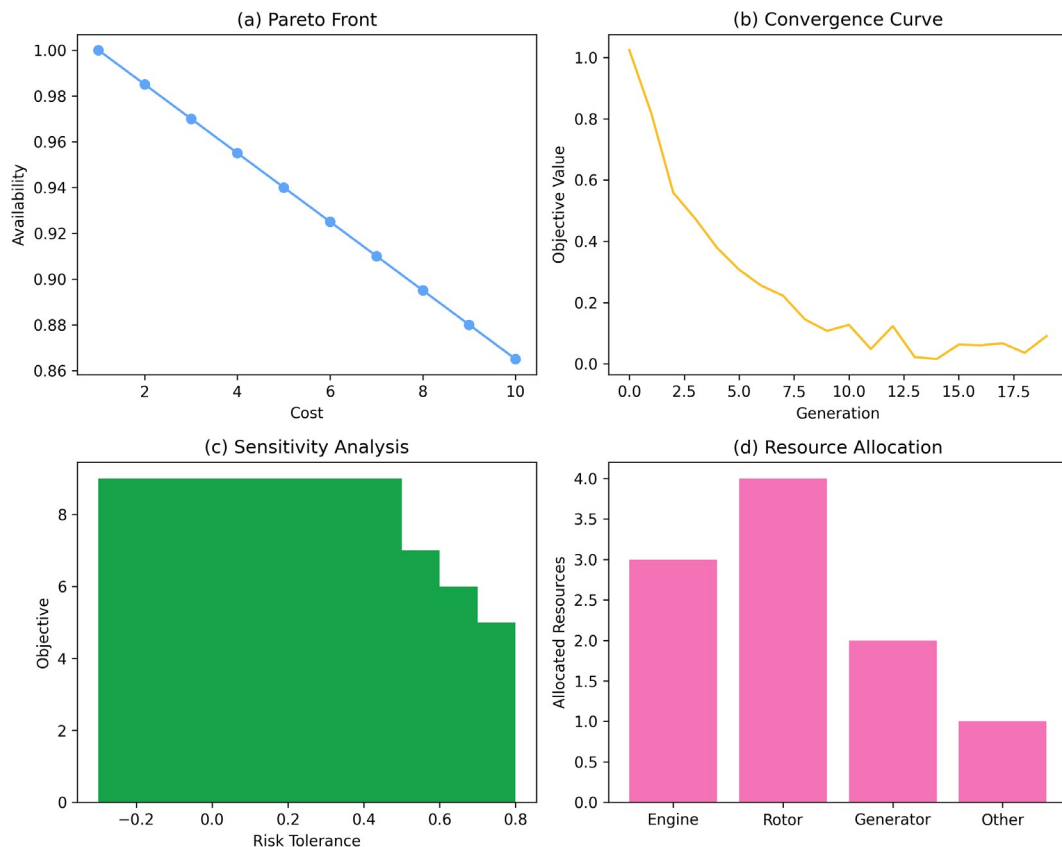 (a) Pareto Front
1.00
0.98
0.96
0.94
0.92
0.90
0.88
0.86
Availability
2 4 6 8 10
Cost
(b) Convergence Curve
1.0
0.8
0.6
0.4
0.2
0.0
Objective Value
0.0 2.5 5.0 7.5 10.0 12.5 15.0 17.5
Generation
(c) Sensitivity Analysis
8
6
4
2
0
Objective
−0.2 0.0 0.2 0.4 0.6 0.8
Risk Tolerance
(d) Resource Allocation
4.0
3.5
3.0
2.5
2.0
1.5
1.0
0.5
0.0
Allocated Resources
Engine Rotor Generator Other